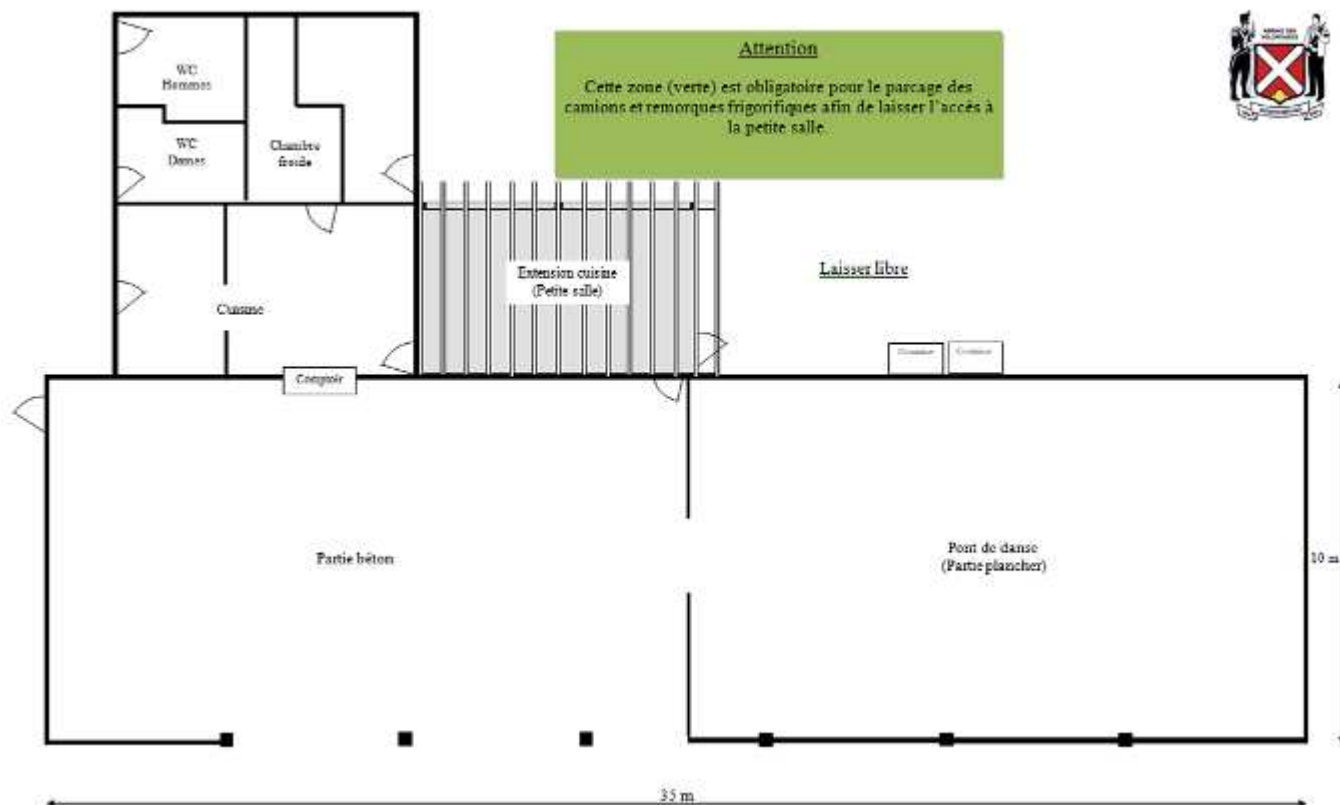 Attention
Cette zone (verte) est obligatoire pour le parcage des
camions et remorques frigorifiques afin de laisser l'accès à
la petite salle.
WC
Hommes
WC
Dames
Chambre
froide
Extension cuisine
(Petite salle)
Laisser libre
Cuisine
Comptoir
Partie béton
Pont de danse
(Partie plancher)
10 m
35 m